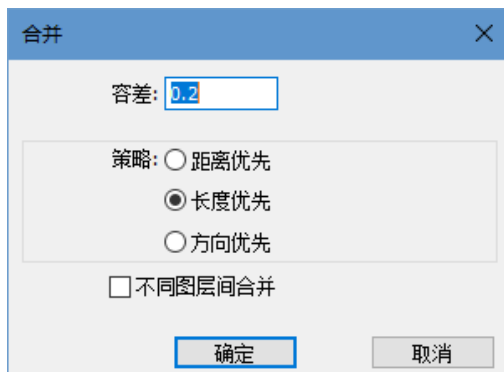 合并
容差: 0.2
策略: 距离优先
长度优先
方向优先
不同图层间合并
确定 取消